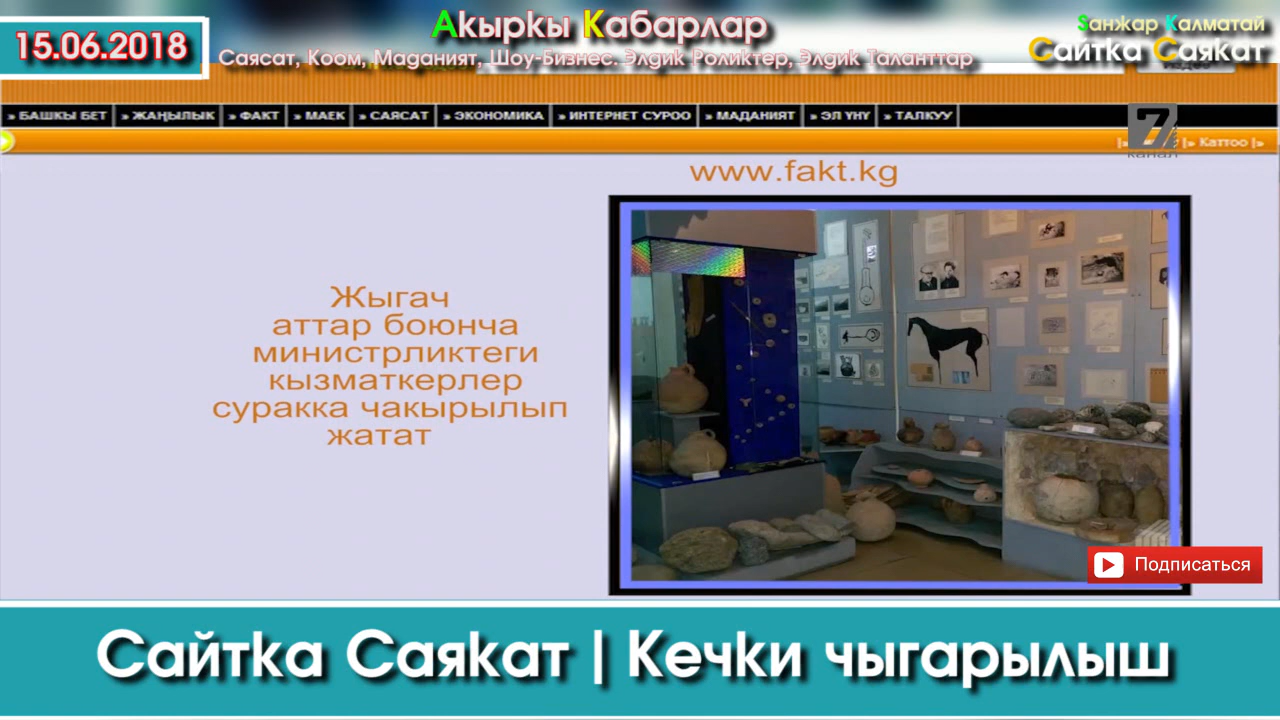 15.06.2018
Акыркы Кабарлар
Саясат, Коом, Маданият, Шоу-Бизнес. Элдик Роликтер, Элдик Таланттар
Sанжар Калматай
Сайтка Саякат
» БАШКЫ БЕТ » ЖАҢЫЛЫК » ФАКТ » МАЕК » САЯСАТ » ЭКОНОМИКА » ИНТЕРНЕТ СУРОО » МАДАНИЯТ » ЭЛ ҮНҮ » ТАЛКУУ
7
канал
|» Каттоо |»
www.fakt.kg
Жыгач
аттар боюнча
министрликтеги
кызматкерлер
суракка чакырылып
жатат
Подписаться
Сайтка Саякат | Кечки чыгарылыш